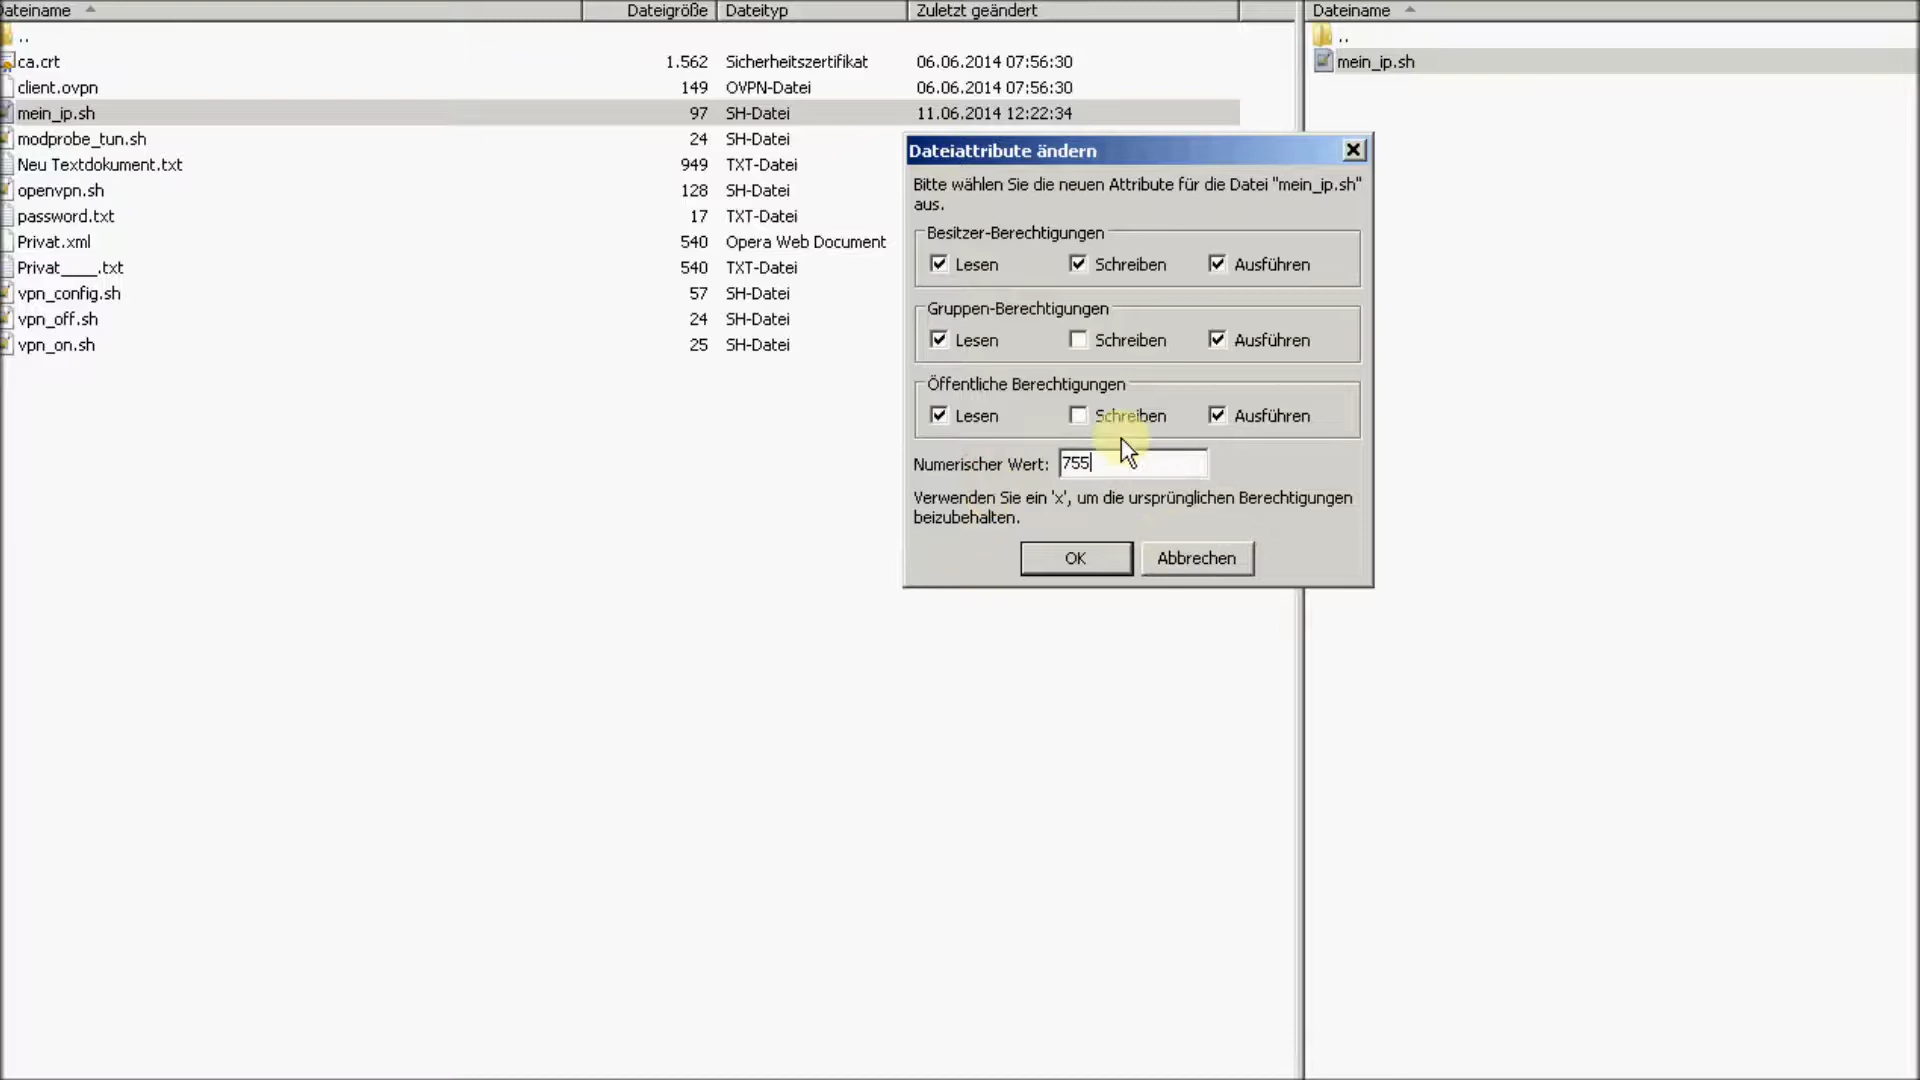 Dateiname Dateigröße Dateityp Zuletzt geändert
..
ca.crt 1.562 Sicherheitszertifikat 06.06.2014 07:56:30
client.ovpn 149 OVPN-Datei 06.06.2014 07:56:30
mein_ip.sh 97 SH-Datei 11.06.2014 12:22:34
modprobe_tun.sh 24 SH-Datei
Neu Textdokument.txt 949 TXT-Datei
openvpn.sh 128 SH-Datei
password.txt 17 TXT-Datei
Privat.xml 540 Opera Web Document
Privat____.txt 540 TXT-Datei
vpn_config.sh 57 SH-Datei
vpn_off.sh 24 SH-Datei
vpn_on.sh 25 SH-Datei
Dateiattribute ändern
Bitte wählen Sie die neuen Attribute für die Datei "mein_ip.sh"
aus.
Besitzer-Berechtigungen
Lesen Schreiben Ausführen
Gruppen-Berechtigungen
Lesen Schreiben Ausführen
Öffentliche Berechtigungen
Lesen Schreiben Ausführen
Numerischer Wert: 755
Verwenden Sie ein 'x', um die ursprünglichen Berechtigungen
beizubehalten.
OK Abbrechen
Dateiname
..
mein_ip.sh